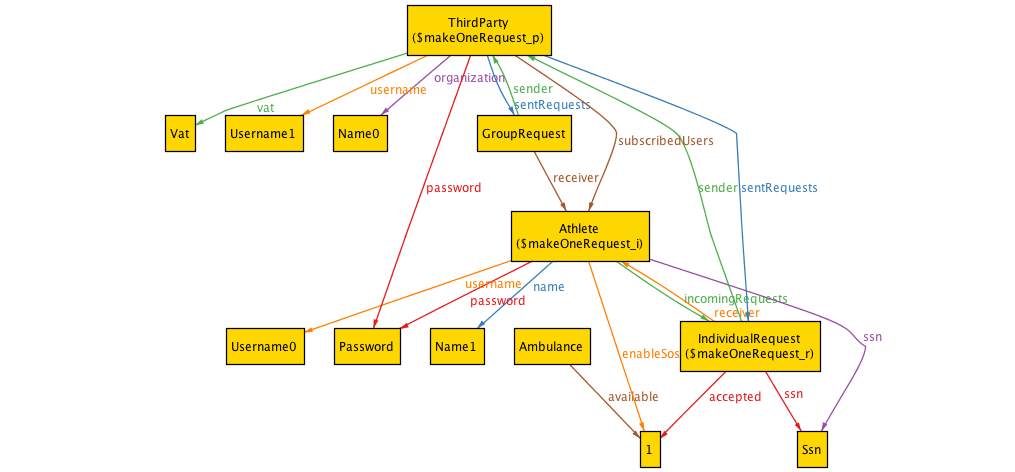 ThirdParty
($makeOneRequest_p)
organization
username
sender
vat
sentRequests
Vat
Username1
Name0
GroupRequest
subscribedUsers
receiver
password
sender
sentRequests
Athlete
($makeOneRequest_i)
username
name
password
incomingRequests
receiver
Username0
Password
Name1
Ambulance
IndividualRequest
($makeOneRequest_r)
ssn
enableSos
available
accepted
ssn
1
Ssn